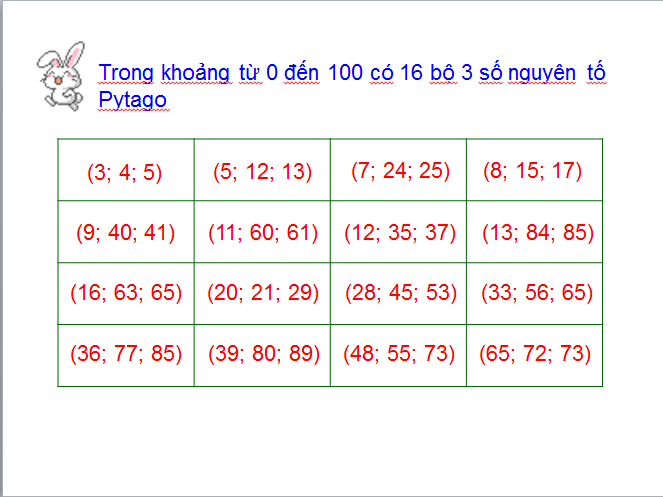 Trong khoảng từ 0 đến 100 có 16 bộ 3 số nguyên tố
Pytago
(3; 4; 5) (5; 12; 13) (7; 24; 25) (8; 15; 17)
(9; 40; 41) (11; 60; 61) (12; 35; 37) (13; 84; 85)
(16; 63; 65) (20; 21; 29) (28; 45; 53) (33; 56; 65)
(36; 77; 85) (39; 80; 89) (48; 55; 73) (65; 72; 73)